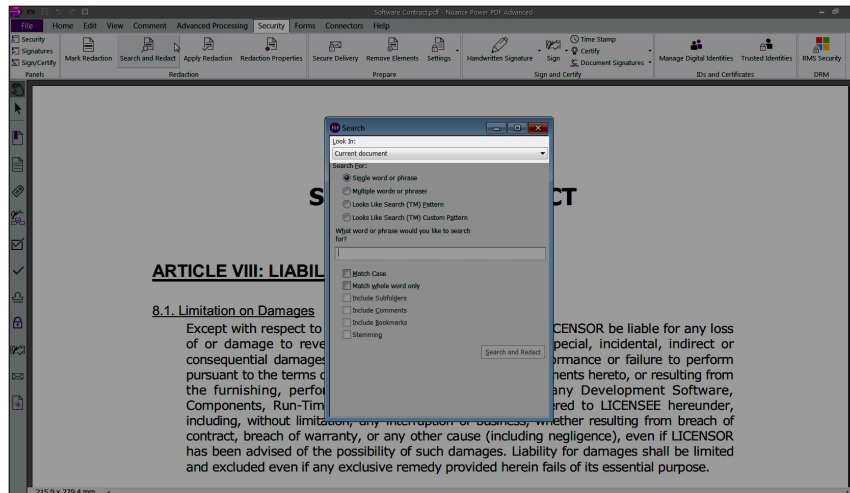 Software Contract.pdf - Nuance Power PDF Advanced
File Home Edit View Comment Advanced Processing Security Forms Connectors Help
Security
Signatures
Sign/Certify
Mark Redaction Search and Redact Apply Redaction Redaction Properties Secure Delivery Remove Elements Settings Handwritten Signature Sign
Time Stamp
Certify
Document Signatures
Manage Digital Identities Trusted Identities RMS Security
Panels Redaction Prepare Sign and Certify IDs and Certificates DRM
Search
Look In:
Current document
Search For:
Single word or phrase
Multiple words or phrases
Looks Like Search (TM) Pattern
Looks Like Search (TM) Custom Pattern
What word or phrase would you like to search
for?
Match Case
Match whole word only
Include Subfolders
Include Comments
Include Bookmarks
Stemming
Search and Redact
S CT
ARTICLE VIII: LIABIL
8.1. Limitation on Damages
Except with respect to CENSOR be liable for any loss
of or damage to reve pecial, incidental, indirect or
consequential damages ormance or failure to perform
pursuant to the terms o ments hereto, or resulting from
the furnishing, perfor any Development Software,
Components, Run-Tim ered to LICENSEE hereunder,
including, without limitation, any interruption of business, whether resulting from breach of
contract, breach of warranty, or any other cause (including negligence), even if LICENSOR
has been advised of the possibility of such damages. Liability for damages shall be limited
and excluded even if any exclusive remedy provided herein fails of its essential purpose.
215.9 x 279.4 mm